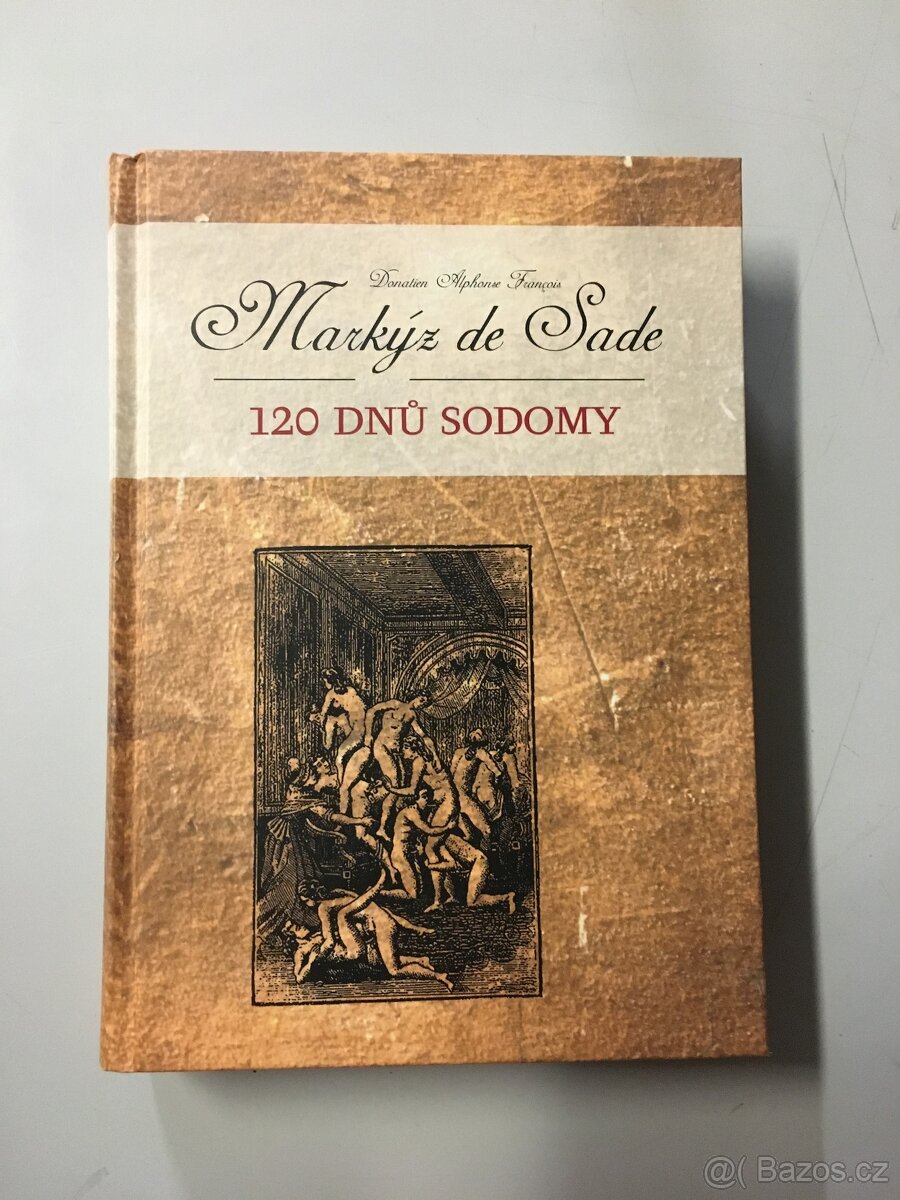 Donatien Alphonse François
Markýz de Sade
120 DNŮ SODOMY
@( Bazos.cz